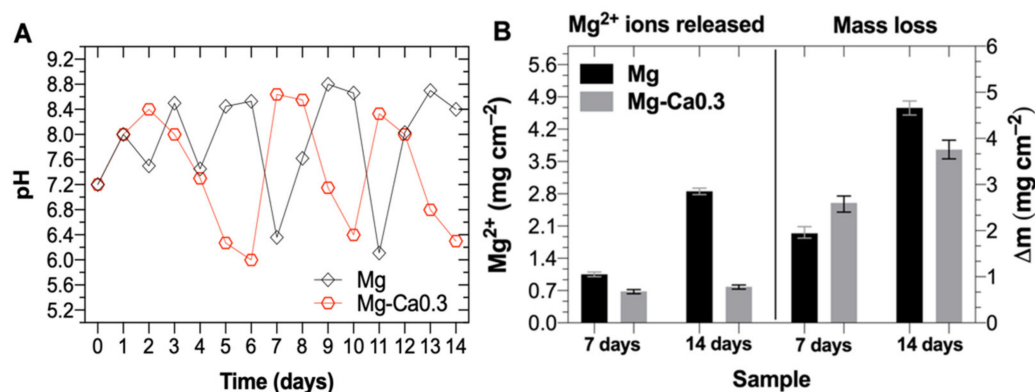 A
pH
9.2
8.8
8.4
8.0
7.6
7.2
6.8
6.4
6.0
5.6
5.2
Mg
Mg-Ca0.3
0 1 2 3 4 5 6 7 8 9 10 11 12 13 14
Time (days)
B
Mg²⁺ ions released Mass loss
Mg
Mg-Ca0.3
Mg²⁺ (mg cm⁻²)
5.6
4.9
4.2
3.5
2.8
2.1
1.4
0.7
0.0
6
5
4
3
2
1
0
Δm (mg cm⁻²)
7 days 14 days 7 days 14 days
Sample